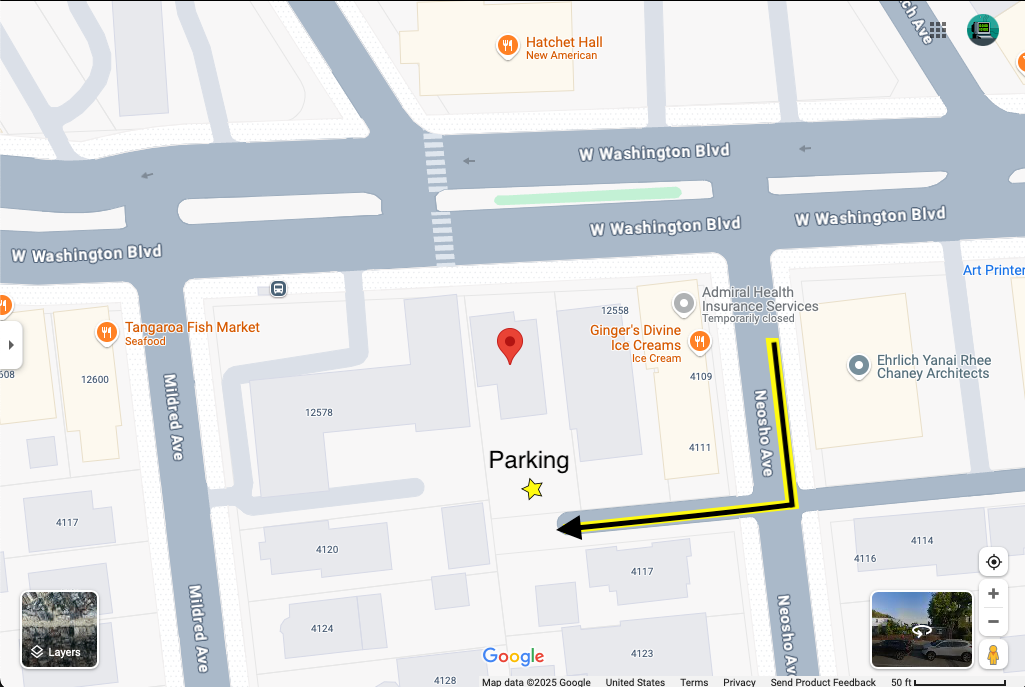 ch Ave
Hatchet Hall
New American
W Washington Blvd
W Washington Blvd
W Washington Blvd
W Washington Blvd
Art Printer
Admiral Health
Insurance Services
Temporarily closed
12558
Ginger's Divine
Ice Creams
Ice Cream
Tangaroa Fish Market
Seafood
Ehrlich Yanai Rhee
Chaney Architects
608
12600
4109
Mildred Ave
12578
Neosho Ave
4111
Parking
4117
4120
4117
4114
4116
Mildred Ave
4124
Neosho Av
4123
Layers
4128
Google
Map data ©2025 Google United States Terms Privacy Send Product Feedback 50 ft